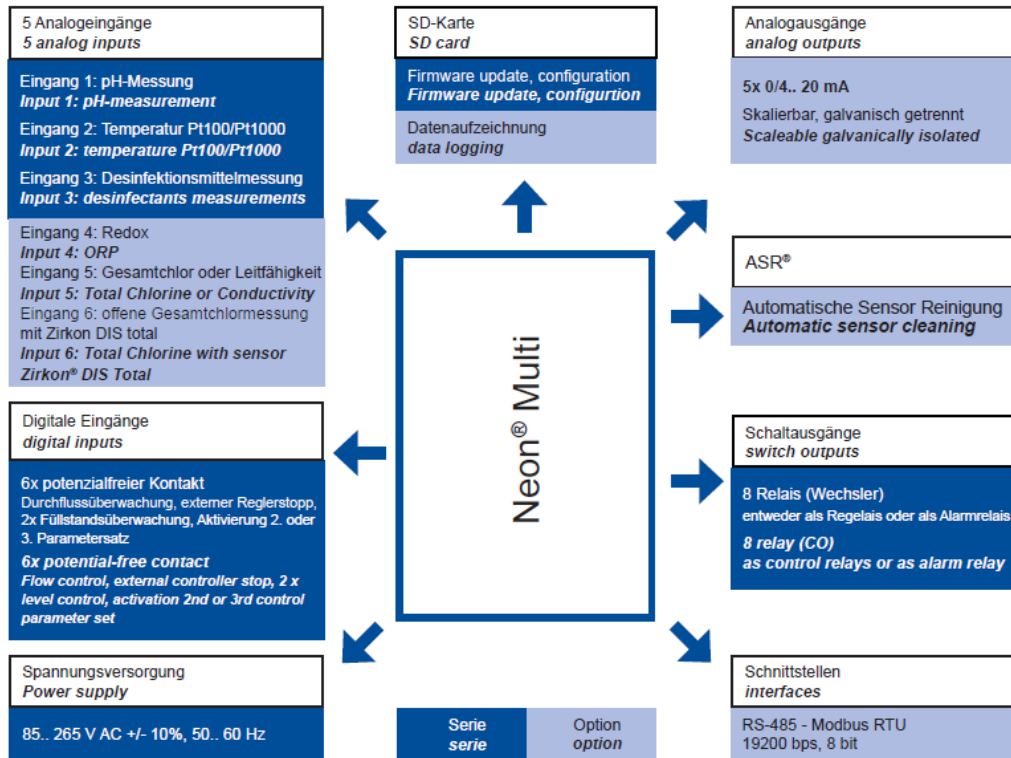 5 Analogeingänge
5 analog inputs
Eingang 1: pH-Messung
Input 1: pH-measurement
Eingang 2: Temperatur Pt100/Pt1000
Input 2: temperature Pt100/Pt1000
Eingang 3: Desinfektionsmittelmessung
Input 3: desinfectants measurements
Eingang 4: Redox
Input 4: ORP
Eingang 5: Gesamtchlor oder Leitfähigkeit
Input 5: Total Chlorine or Conductivity
Eingang 6: offene Gesamtchlormessung
mit Zirkon DIS total
Input 6: Total Chlorine with sensor
Zirkon® DIS Total
SD-Karte
SD card
Firmware update, configuration
Firmware update, configurtion
Datenaufzeichnung
data logging
Analogausgänge
analog outputs
5x 0/4.. 20 mA
Skalierbar, galvanisch getrennt
Scaleable galvanically isolated
ASR®
Automatische Sensor Reinigung
Automatic sensor cleaning
Neon® Multi
Digitale Eingänge
digital inputs
6x potenzialfreier Kontakt
Durchflussüberwachung, externer Reglerstopp,
2x Füllstandsüberwachung, Aktivierung 2. oder
3. Parametersatz
6x potential-free contact
Flow control, external controller stop, 2 x
level control, activation 2nd or 3rd control
parameter set
Schaltausgänge
switch outputs
8 Relais (Wechsler)
entweder als Regelais oder als Alarmrelais
8 relay (CO)
as control relays or as alarm relay
Spannungsversorgung
Power supply
85.. 265 V AC +/- 10%, 50.. 60 Hz
Serie
serie
Option
option
Schnittstellen
interfaces
RS-485 - Modbus RTU
19200 bps, 8 bit